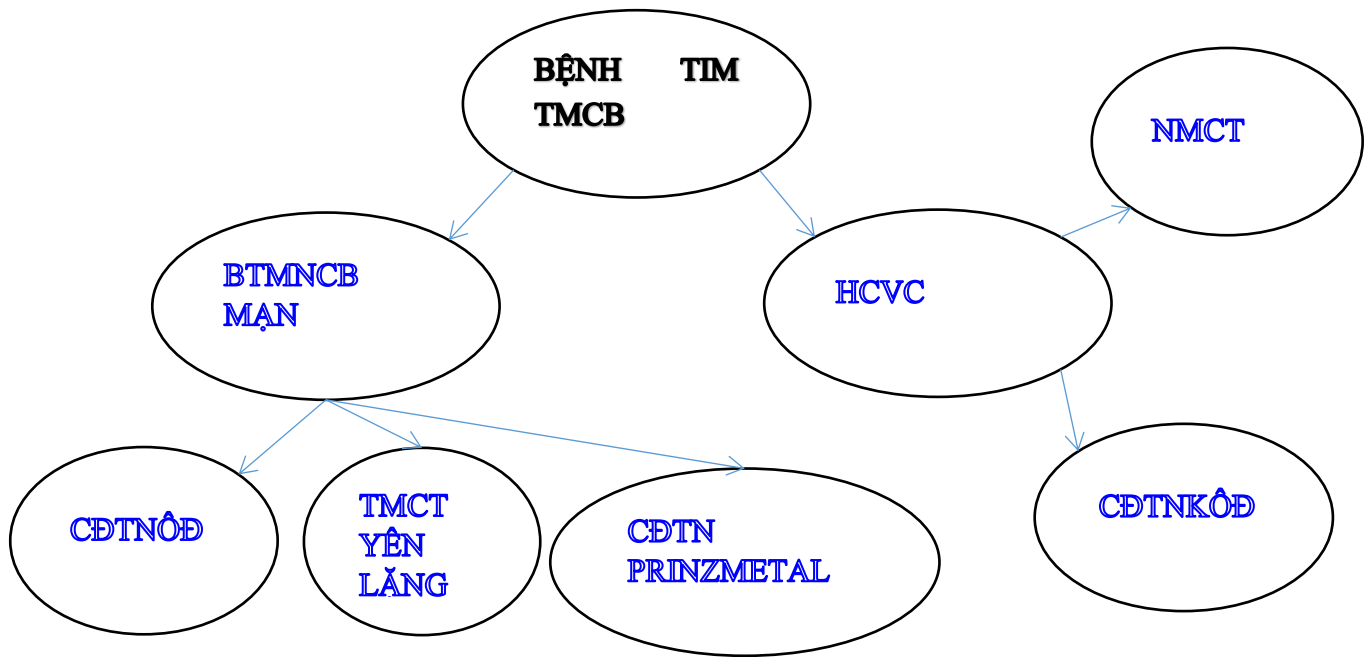 BỆNH TIM
TMCB
NMCT
BTMNCB
MẠN
HCVC
CĐTNÔĐ
TMCT
YÊN
LẶNG
CĐTN
PRINZMETAL
CĐTNKÔĐ